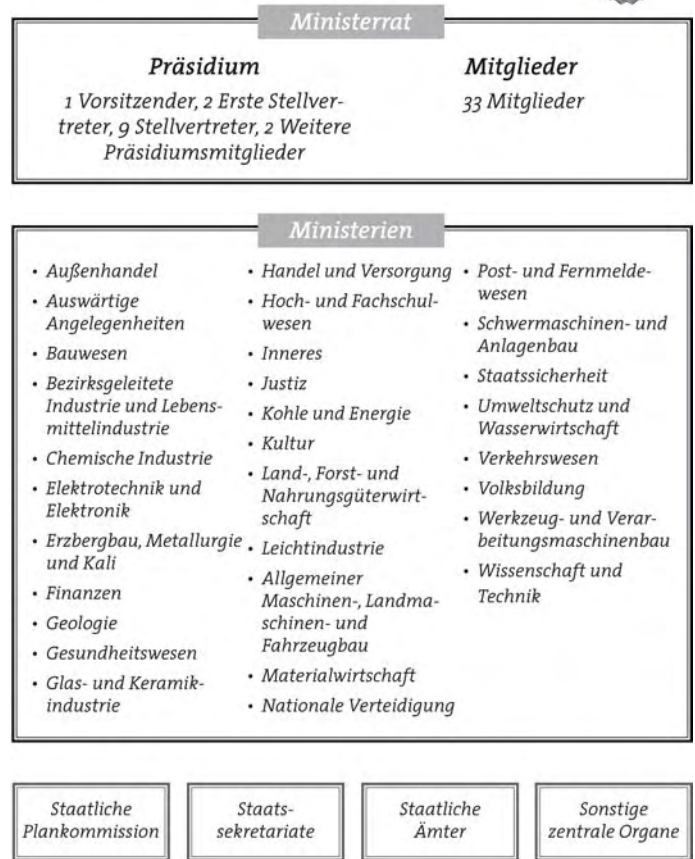 Ministerrat
Präsidium
1 Vorsitzender, 2 Erste Stellver-
treter, 9 Stellvertreter, 2 Weitere
Präsidiumsmitglieder
Mitglieder
33 Mitglieder
Ministerien
• Außenhandel
• Auswärtige
Angelegenheiten
• Bauwesen
• Bezirksgeleitete
Industrie und Lebens-
mittelindustrie
• Chemische Industrie
• Elektrotechnik und
Elektronik
• Erzbergbau, Metallurgie
und Kali
• Finanzen
• Geologie
• Gesundheitswesen
• Glas- und Keramik-
industrie
• Handel und Versorgung
• Hoch- und Fachschul-
wesen
• Inneres
• Justiz
• Kohle und Energie
• Kultur
• Land-, Forst- und
Nahrungsgüterwirt-
schaft
• Leichtindustrie
• Allgemeiner
Maschinen-, Landma-
schinen- und
Fahrzeugbau
• Materialwirtschaft
• Nationale Verteidigung
• Post- und Fernmelde-
wesen
• Schwermaschinen- und
Anlagenbau
• Staatssicherheit
• Umweltschutz und
Wasserwirtschaft
• Verkehrswesen
• Volksbildung
• Werkzeug- und Verar-
beitungsmaschinenbau
• Wissenschaft und
Technik
Staatliche
Plankommission
Staats-
sekretariate
Staatliche
Ämter
Sonstige
zentrale Organe